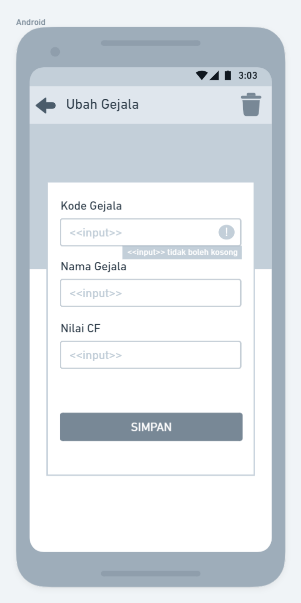 Android
3:03
Ubah Gejala
Kode Gejala
<<input>>
!
<<input>> tidak boleh kosong
Nama Gejala
<<input>>
Nilai CF
<<input>>
SIMPAN